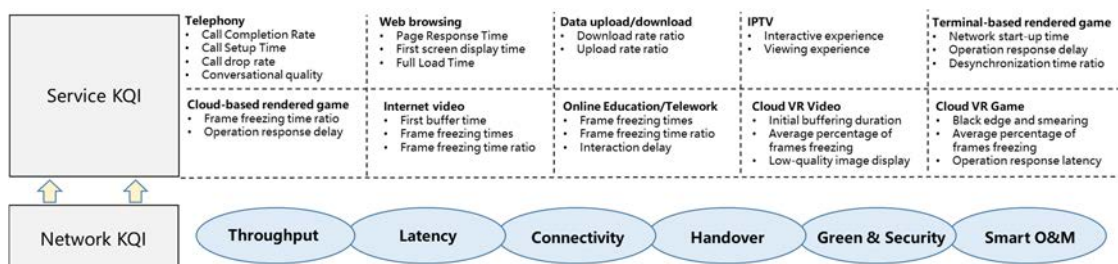 Service KQI
Telephony
• Call Completion Rate
• Call Setup Time
• Call drop rate
• Conversational quality
Web browsing
• Page Response Time
• First screen display time
• Full Load Time
Data upload/download
• Download rate ratio
• Upload rate ratio
IPTV
• Interactive experience
• Viewing experience
Terminal-based rendered game
• Network start-up time
• Operation response delay
• Desynchronization time ratio
Cloud-based rendered game
• Frame freezing time ratio
• Operation response delay
Internet video
• First buffer time
• Frame freezing times
• Frame freezing time ratio
Online Education/Telework
• Frame freezing times
• Frame freezing time ratio
• Interaction delay
Cloud VR Video
• Initial buffering duration
• Average percentage of
frames freezing
• Low-quality image display
Cloud VR Game
• Black edge and smearing
• Average percentage of
frames freezing
• Operation response latency
Network KQI
Throughput
Latency
Connectivity
Handover
Green & Security
Smart O&M